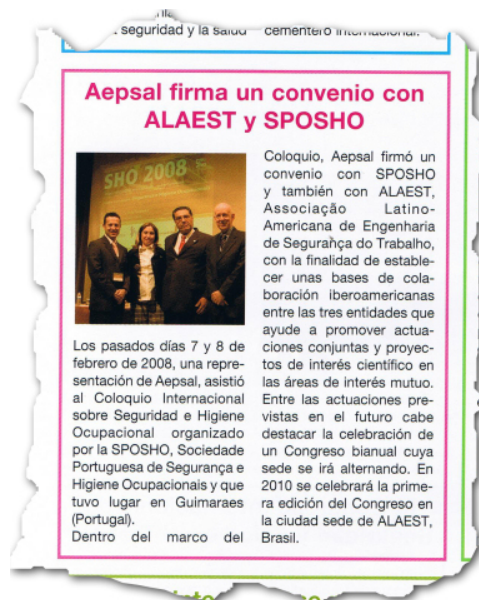 seguridad y la salud
cementero internacional.
Aepsal firma un convenio con
ALAEST y SPOSHO
SHO 2008
Los pasados días 7 y 8 de
febrero de 2008, una repre-
sentación de Aepsal, asistió
al Coloquio Internacional
sobre Seguridad e Higiene
Ocupacional organizado
por la SPOSHO, Sociedade
Portuguesa de Segurança e
Higiene Ocupacionais y que
tuvo lugar en Guimaraes
(Portugal).
Dentro del marco del
Coloquio, Aepsal firmó un
convenio con SPOSHO
y también con ALAEST,
Associação Latino-
Americana de Engenharia
de Segurança do Trabalho,
con la finalidad de estable-
cer unas bases de cola-
boración iberoamericanas
entre las tres entidades que
ayude a promover actua-
ciones conjuntas y proyec-
tos de interés científico en
las áreas de interés mutuo.
Entre las actuaciones pre-
vistas en el futuro cabe
destacar la celebración de
un Congreso bianual cuya
sede se irá alternando. En
2010 se celebrará la prime-
ra edición del Congreso en
la ciudad sede de ALAEST,
Brasil.